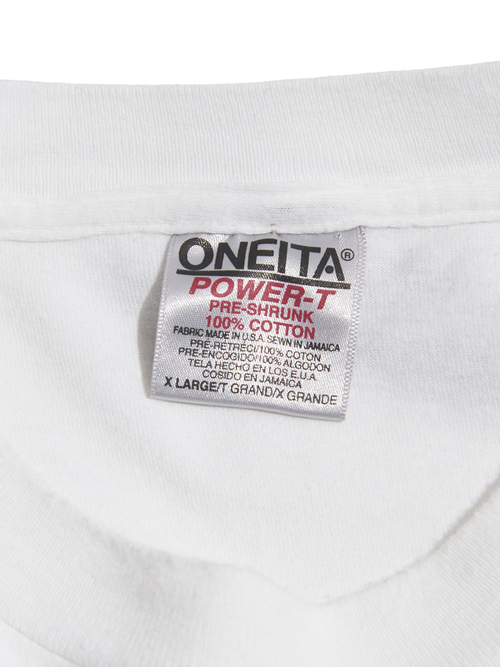 ONEITA®
POWER-T
PRE-SHRUNK
100% COTTON
FABRIC MADE IN U.S.A. SEWN IN JAMAICA
PRE-RETRECI/100% COTON
PRE-ENCOGIDO/100% ALGODON
TELA HECHO EN LOS E.U.A.
COSIDO EN JAMAICA
X LARGE/T GRAND/X GRANDE